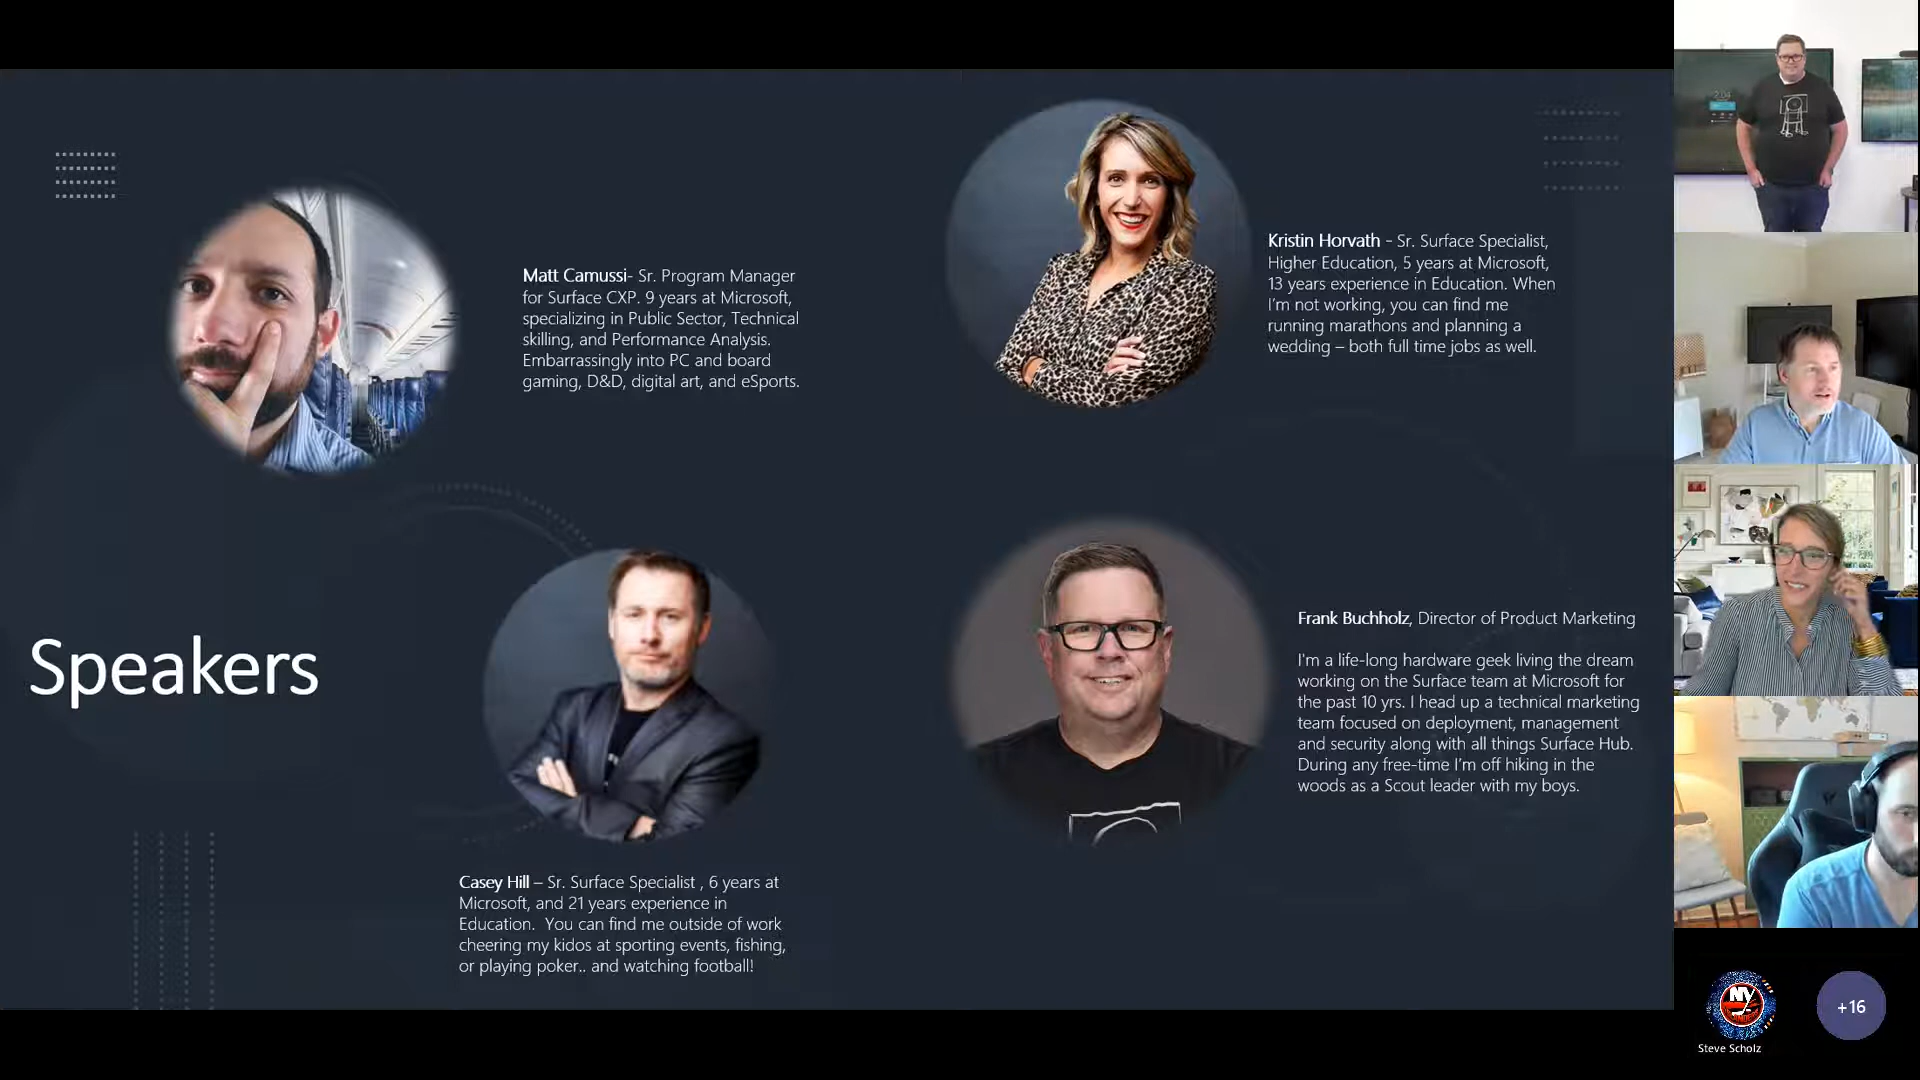 Matt Camussi- Sr. Program Manager
for Surface CXP. 9 years at Microsoft,
specializing in Public Sector, Technical
skilling, and Performance Analysis.
Embarrassingly into PC and board
gaming, D&D, digital art, and eSports.
Kristin Horvath - Sr. Surface Specialist,
Higher Education, 5 years at Microsoft,
13 years experience in Education. When
I'm not working, you can find me
running marathons and planning a
wedding – both full time jobs as well.
Speakers
Casey Hill – Sr. Surface Specialist , 6 years at
Microsoft, and 21 years experience in
Education.  You can find me outside of work
cheering my kidos at sporting events, fishing,
or playing poker.. and watching football!
Frank Buchholz, Director of Product Marketing
I'm a life-long hardware geek living the dream
working on the Surface team at Microsoft for
the past 10 yrs. I head up a technical marketing
team focused on deployment, management
and security along with all things Surface Hub.
During any free-time I'm off hiking in the
woods as a Scout leader with my boys.
NY
+16
Steve Scholz